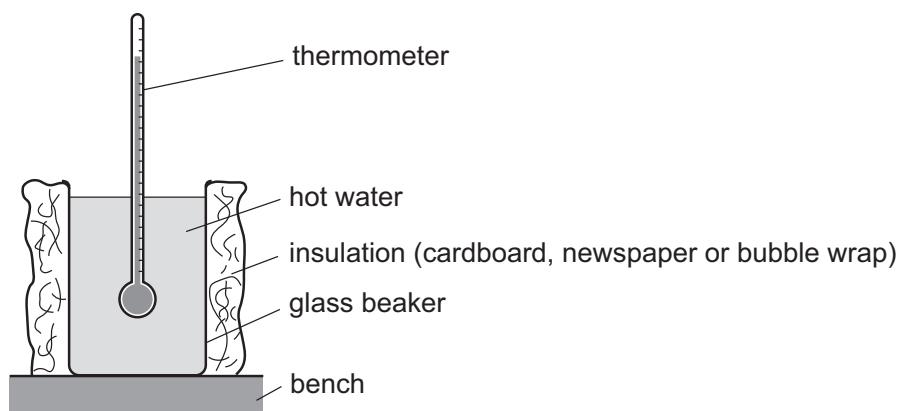 thermometer
hot water
insulation (cardboard, newspaper or bubble wrap)
glass beaker
bench